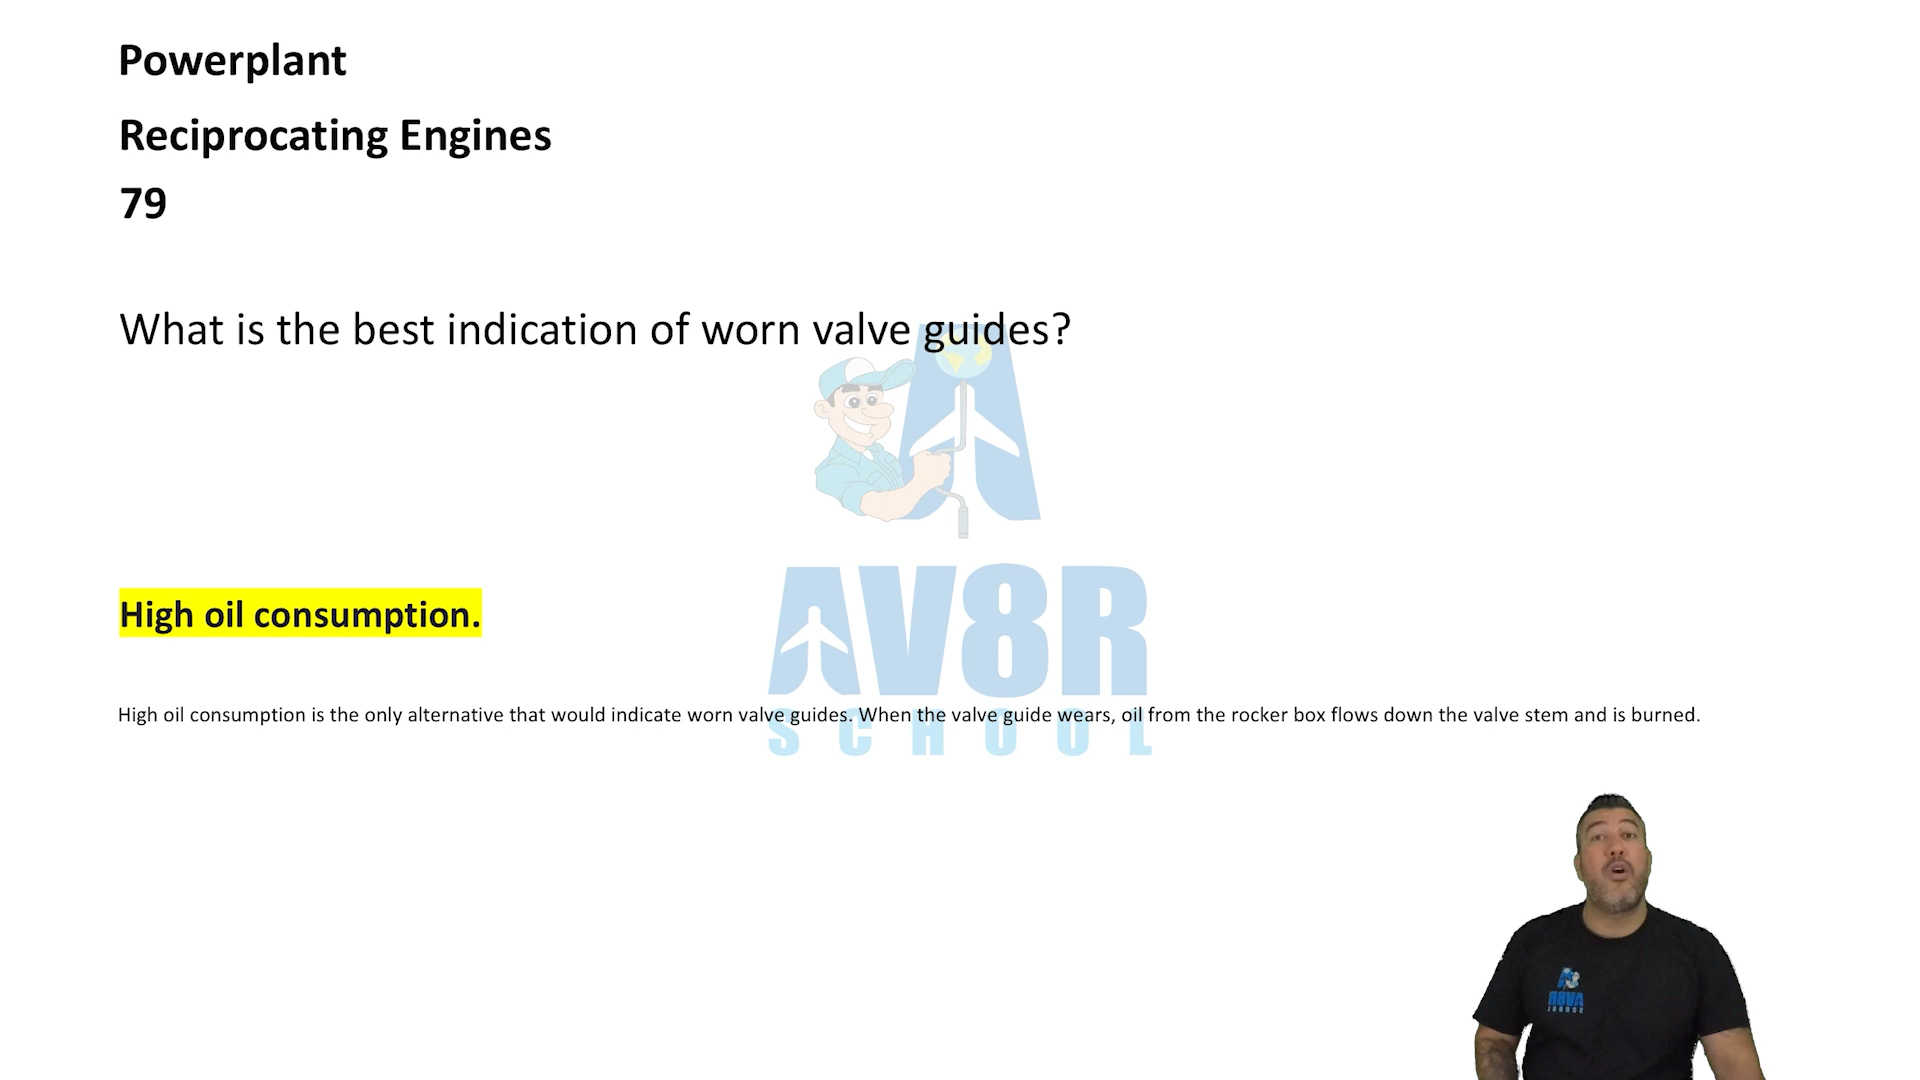 Powerplant
Reciprocating Engines
79
What is the best indication of worn valve guides?
High oil consumption.
High oil consumption is the only alternative that would indicate worn valve guides. When the valve guide wears, oil from the rocker box flows down the valve stem and is burned.
AV8R
SCHOOL
AV8R
SCHOOL